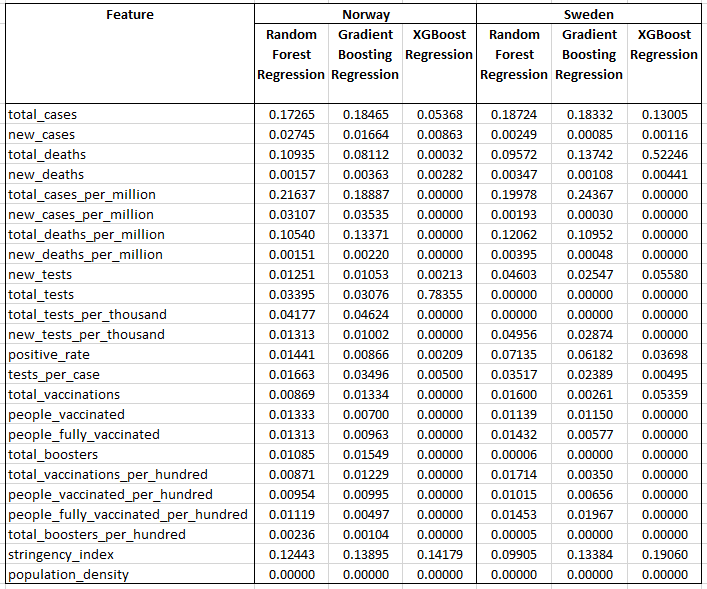 Feature Norway Sweden
Random Forest Regression Gradient Boosting Regression XGBoost Regression Random Forest Regression Gradient Boosting Regression XGBoost Regression
total_cases 0.17265 0.18465 0.05368 0.18724 0.18332 0.13005
new_cases 0.02745 0.01664 0.00863 0.00249 0.00085 0.00116
total_deaths 0.10935 0.08112 0.00032 0.09572 0.13742 0.52246
new_deaths 0.00157 0.00363 0.00282 0.00347 0.00108 0.00441
total_cases_per_million 0.21637 0.18887 0.00000 0.19978 0.24367 0.00000
new_cases_per_million 0.03107 0.03535 0.00000 0.00193 0.00030 0.00000
total_deaths_per_million 0.10540 0.13371 0.00000 0.12062 0.10952 0.00000
new_deaths_per_million 0.00151 0.00220 0.00000 0.00395 0.00048 0.00000
new_tests 0.01251 0.01053 0.00213 0.04603 0.02547 0.05580
total_tests 0.03395 0.03076 0.78355 0.00000 0.00000 0.00000
total_tests_per_thousand 0.04177 0.04624 0.00000 0.00000 0.00000 0.00000
new_tests_per_thousand 0.01313 0.01002 0.00000 0.04956 0.02874 0.00000
positive_rate 0.01441 0.00866 0.00209 0.07135 0.06182 0.03698
tests_per_case 0.01663 0.03496 0.00500 0.03517 0.02389 0.00495
total_vaccinations 0.00869 0.01334 0.00000 0.01600 0.00261 0.05359
people_vaccinated 0.01333 0.00700 0.00000 0.01139 0.01150 0.00000
people_fully_vaccinated 0.01313 0.00963 0.00000 0.01432 0.00577 0.00000
total_boosters 0.01085 0.01549 0.00000 0.00006 0.00000 0.00000
total_vaccinations_per_hundred 0.00871 0.01229 0.00000 0.01714 0.00350 0.00000
people_vaccinated_per_hundred 0.00954 0.00995 0.00000 0.01015 0.00656 0.00000
people_fully_vaccinated_per_hundred 0.01119 0.00497 0.00000 0.01453 0.01967 0.00000
total_boosters_per_hundred 0.00236 0.00104 0.00000 0.00005 0.00000 0.00000
stringency_index 0.12443 0.13895 0.14179 0.09905 0.13384 0.19060
population_density 0.00000 0.00000 0.00000 0.00000 0.00000 0.00000